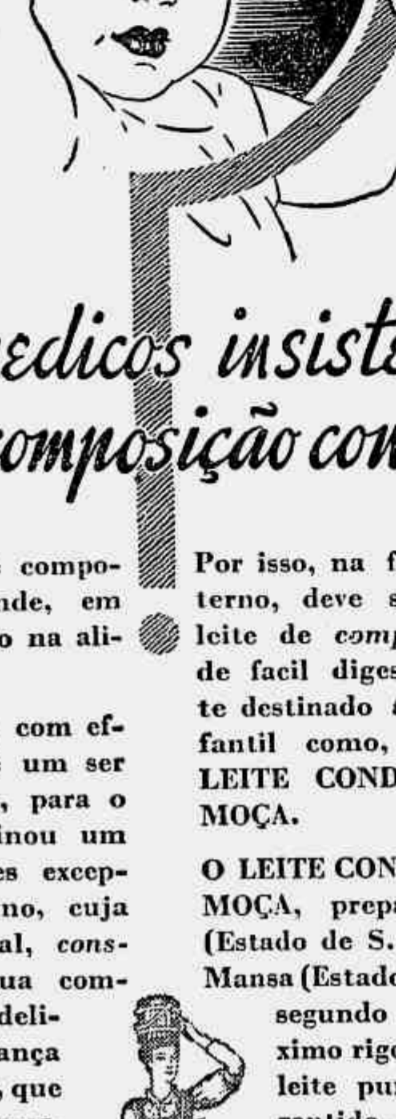 edicos insiste
composição con
compo-
nde, em
o na ali-
com ef-
um ser
, para o
inou um
es excep-
no, cuja
al, cons-
ua com-
deli-
ança
, que
Por isso, na f
terno, deve s
leite de comp
de facil diges
te destinado
fantil como,
LEITE COND
MOÇA.
O LEITE CON
MOÇA, prepa
(Estado de S.
Mansa (Estado
segundo
ximo rigo
leite pu